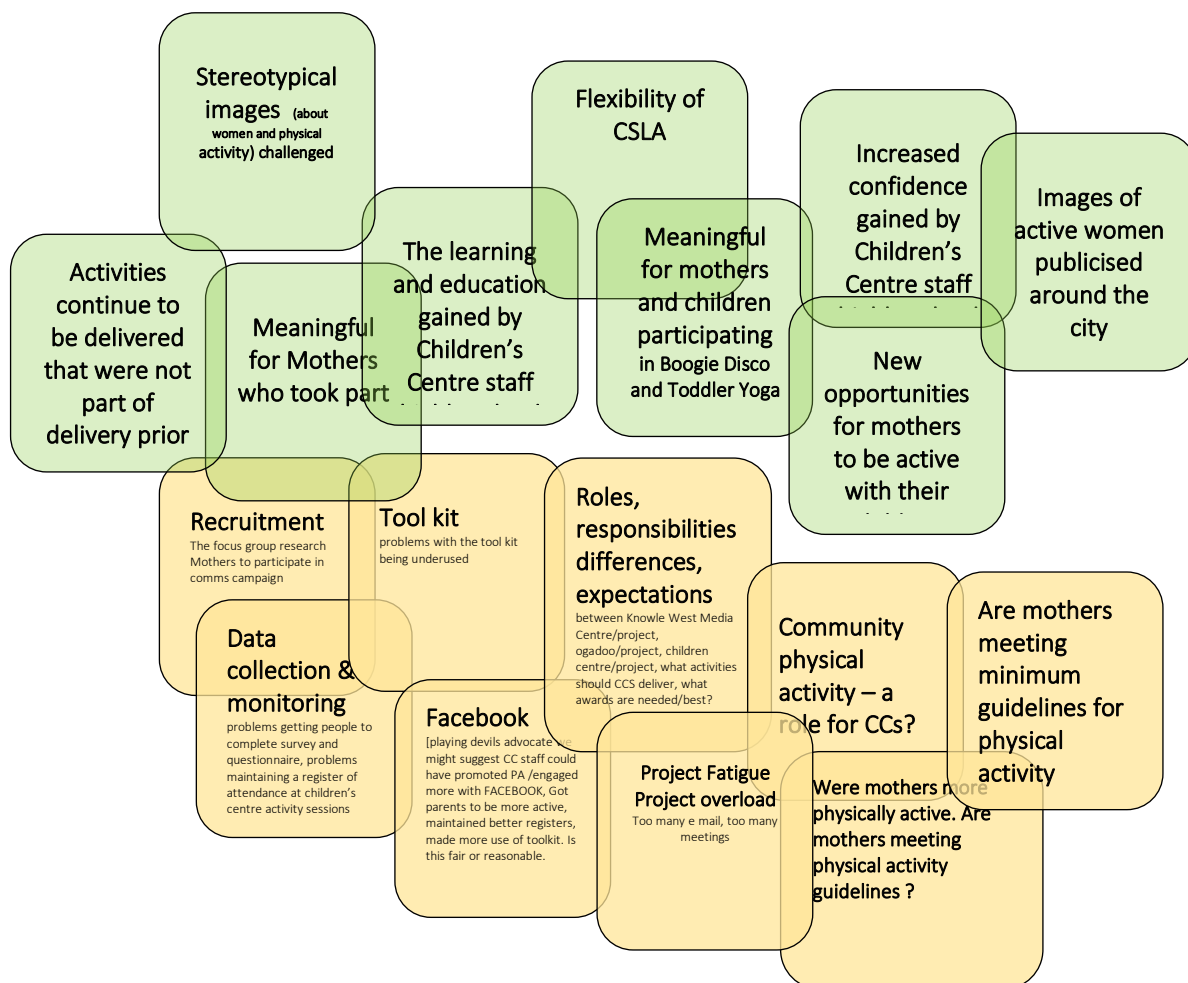 Stereotypical
images (about
women and physical
activity) challenged
Flexibility of
CSLA
Increased
confidence
gained by
Children’s
Centre staff
Images of
active women
publicised
around the
city
The learning
and education
gained by
Children’s
Centre staff
Meaningful
for mothers
and children
participating
in Boogie Disco
and Toddler Yoga
Activities
continue to
be delivered
that were not
part of
delivery prior
Meaningful
for Mothers
who took part
New
opportunities
for mothers
to be active
with their
Recruitment
The focus group research
Mothers to participate in
comms campaign
Tool kit
problems with the tool kit
being underused
Roles,
responsibilities
differences,
expectations
between Knowle West Media
Centre/project,
ogadoo/project, children
centre/project, what activities
should CCS deliver, what
awards are needed/best?
Community
physical
activity – a
role for CCs?
Are mothers
meeting
minimum
guidelines for
physical
activity
Data
collection &
monitoring
problems getting people to
complete survey and
questionnaire, problems
maintaining a register of
attendance at children’s
centre activity sessions
Facebook
[playing devils advocate we
might suggest CC staff could
have promoted PA /engaged
more with FACEBOOK, Got
parents to be more active,
maintained better registers,
made more use of toolkit. Is
this fair or reasonable.
Project Fatigue
Project overload
Too many e mail, too many
meetings
Were mothers more
physically active. Are
mothers meeting
physical activity
guidelines ?